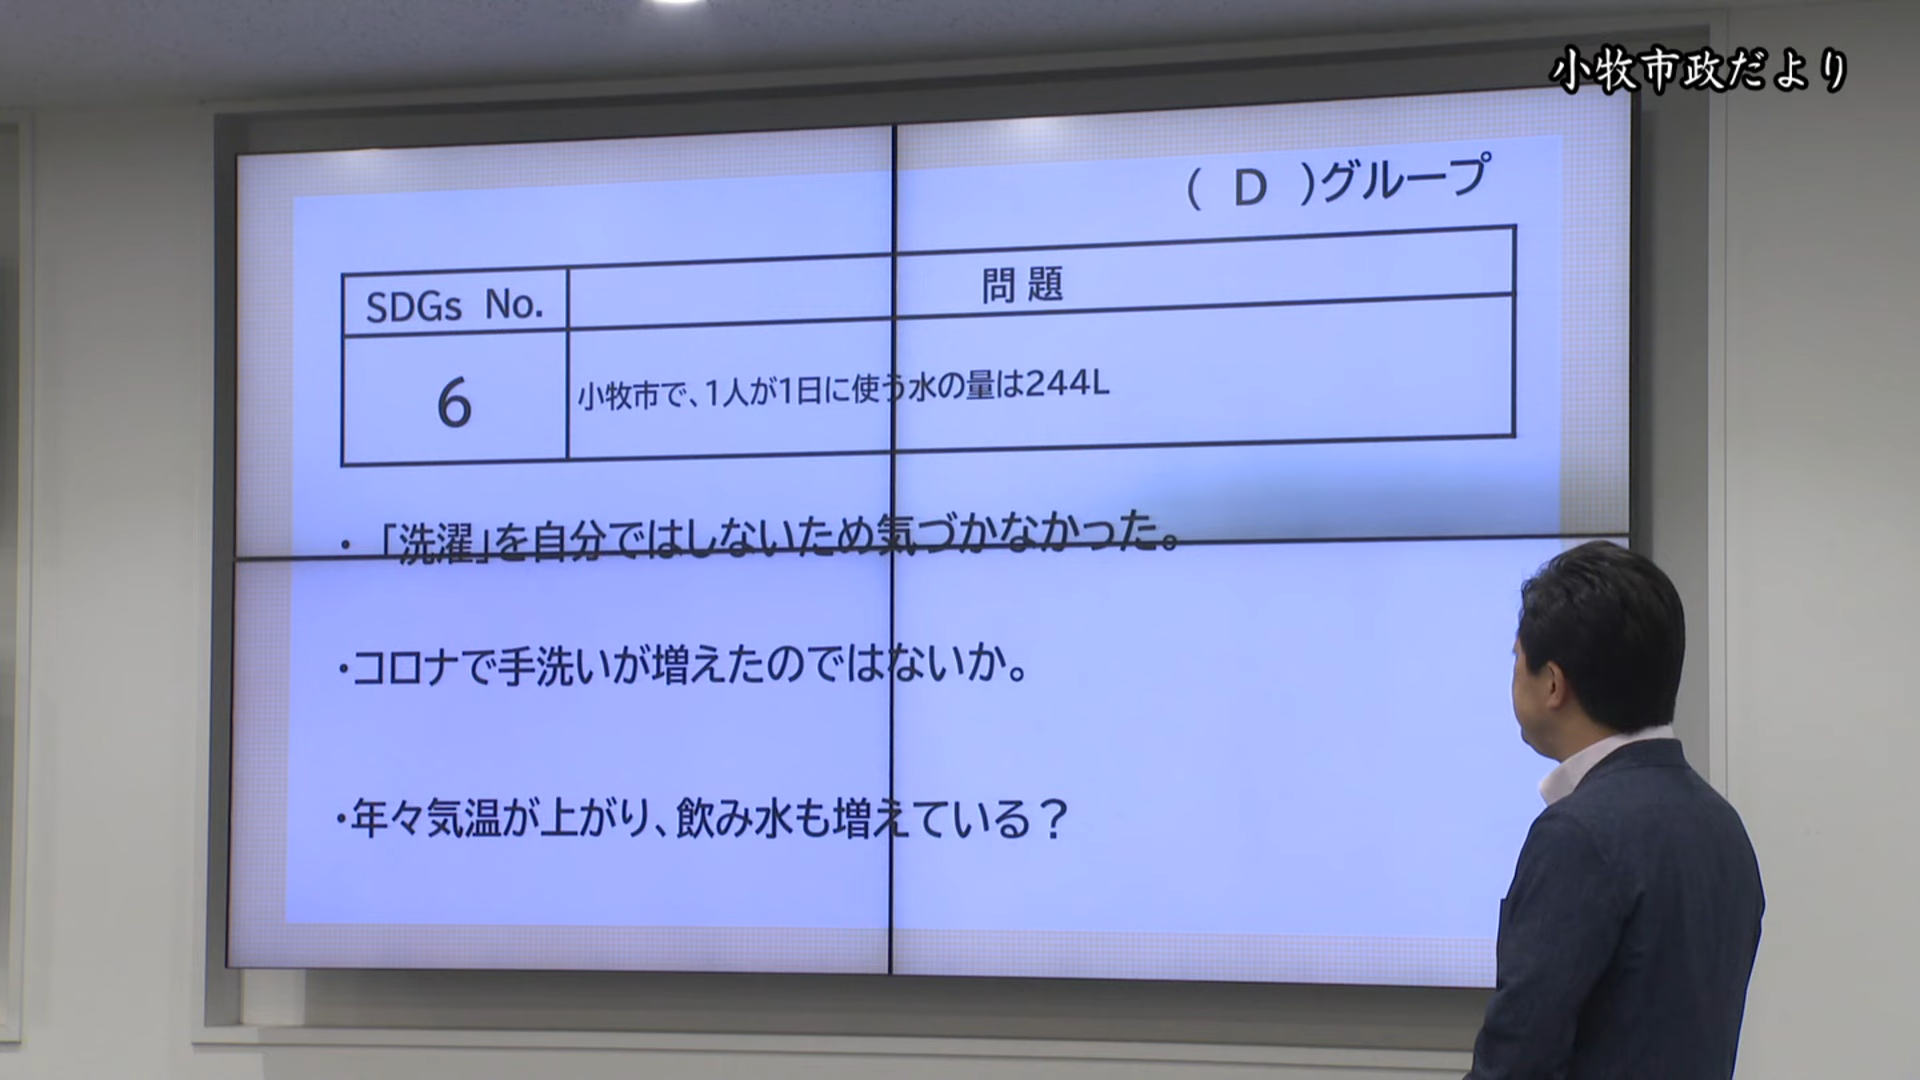 小牧市政だより
( D )グループ
SDGs No.
問題
6
小牧市で、1人が1日に使う水の量は244L
・「洗濯」を自分ではしないため気づかなかった。
・コロナで手洗いが増えたのではないか。
・年々気温が上がり、飲み水も増えている？